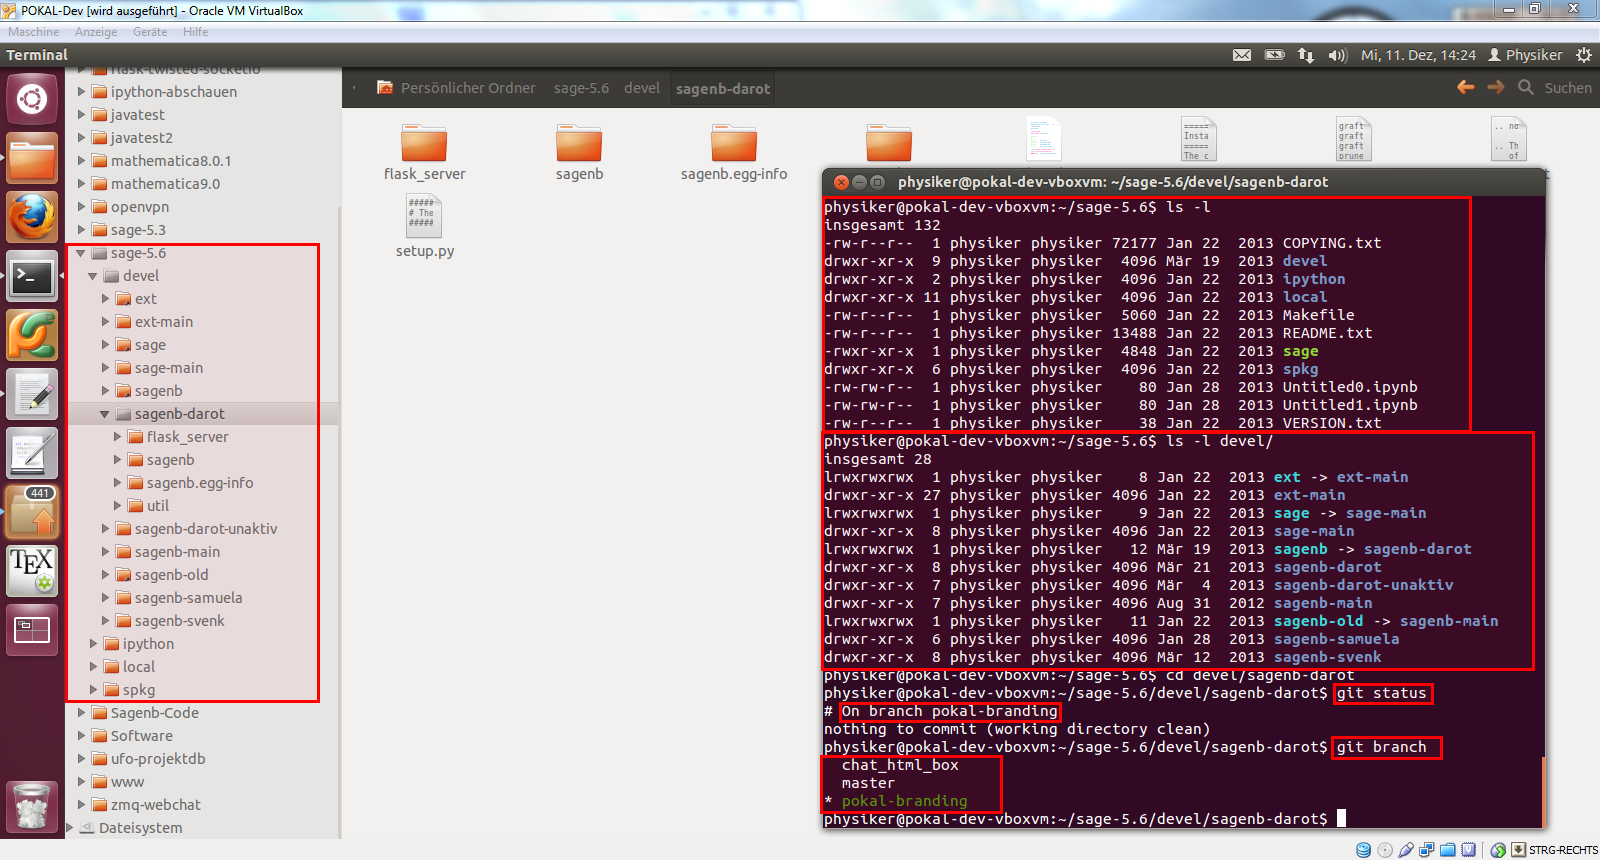 POKAL-Dev [wird ausgeführt] - Oracle VM VirtualBox
Maschine Anzeige Geräte Hilfe
Terminal
Mi, 11. Dez, 14:24 Physiker
flask-twisted-socketio
ipython-abschauen
javatest
javatest2
mathematica8.0.1
mathematica9.0
openvpn
sage-5.3
sage-5.6
devel
ext
ext-main
sage
sage-main
sagenb
sagenb-darot
flask_server
sagenb
sagenb.egg-info
util
sagenb-darot-unaktiv
sagenb-main
sagenb-old
sagenb-samuela
sagenb-svenk
ipython
local
spkg
Sagenb-Code
Software
ufo-projektdb
www
zmq-webchat
Dateisystem
441
TEX
Persönlicher Ordner sage-5.6 devel sagenb-darot
Suchen
flask_server
sagenb
sagenb.egg-info
=====
Insta
=====
The c
graft
graft
graft
prune
.. no
.. Th
of
#####
# The
#####
setup.py
physiker@pokal-dev-vboxvm: ~/sage-5.6/devel/sagenb-darot
physiker@pokal-dev-vboxvm:~/sage-5.6$ ls -l
insgesamt 132
-rw-r--r-- 1 physiker physiker 72177 Jan 22 2013 COPYING.txt
drwxr-xr-x 9 physiker physiker 4096 Mär 19 2013 devel
drwxr-xr-x 2 physiker physiker 4096 Jan 22 2013 ipython
drwxr-xr-x 11 physiker physiker 4096 Jan 22 2013 local
-rw-r--r-- 1 physiker physiker 5060 Jan 22 2013 Makefile
-rw-r--r-- 1 physiker physiker 13488 Jan 22 2013 README.txt
-rwxr-xr-x 1 physiker physiker 4848 Jan 22 2013 sage
drwxr-xr-x 6 physiker physiker 4096 Jan 22 2013 spkg
-rw-rw-r-- 1 physiker physiker 80 Jan 28 2013 Untitled0.ipynb
-rw-rw-r-- 1 physiker physiker 80 Jan 28 2013 Untitled1.ipynb
-rw-r--r-- 1 physiker physiker 38 Jan 22 2013 VERSION.txt
physiker@pokal-dev-vboxvm:~/sage-5.6$ ls -l devel/
insgesamt 28
lrwxrwxrwx 1 physiker physiker 8 Jan 22 2013 ext -> ext-main
drwxr-xr-x 27 physiker physiker 4096 Jan 22 2013 ext-main
lrwxrwxrwx 1 physiker physiker 9 Jan 22 2013 sage -> sage-main
drwxr-xr-x 8 physiker physiker 4096 Jan 22 2013 sage-main
lrwxrwxrwx 1 physiker physiker 12 Mär 19 2013 sagenb -> sagenb-darot
drwxr-xr-x 8 physiker physiker 4096 Mär 21 2013 sagenb-darot
drwxr-xr-x 7 physiker physiker 4096 Mär 4 2013 sagenb-darot-unaktiv
drwxr-xr-x 7 physiker physiker 4096 Aug 31 2012 sagenb-main
lrwxrwxrwx 1 physiker physiker 11 Jan 22 2013 sagenb-old -> sagenb-main
drwxr-xr-x 6 physiker physiker 4096 Jan 28 2013 sagenb-samuela
drwxr-xr-x 8 physiker physiker 4096 Mär 12 2013 sagenb-svenk
physiker@pokal-dev-vboxvm:~/sage-5.6$ cd devel/sagenb-darot
physiker@pokal-dev-vboxvm:~/sage-5.6/devel/sagenb-darot$ git status
# On branch pokal-branding
nothing to commit (working directory clean)
physiker@pokal-dev-vboxvm:~/sage-5.6/devel/sagenb-darot$ git branch
chat_html_box
master
* pokal-branding
physiker@pokal-dev-vboxvm:~/sage-5.6/devel/sagenb-darot$
STRG-RECHTS